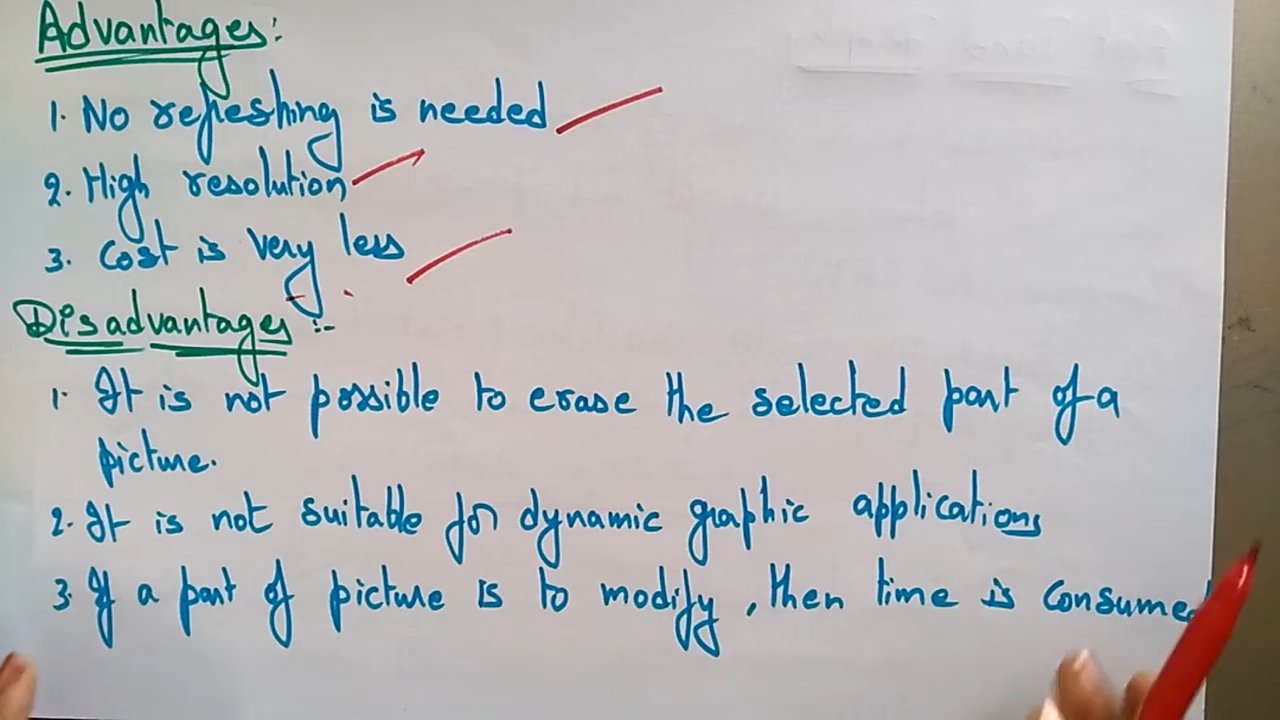 Advantages:
1. No refreshing is needed
2. High resolution
3. Cost is very less
Disadvantages :-
1. It is not possible to erase the selected part of a
picture.
2. It is not suitable for dynamic graphic applications
3. If a part of picture is to modify, then time is consumed